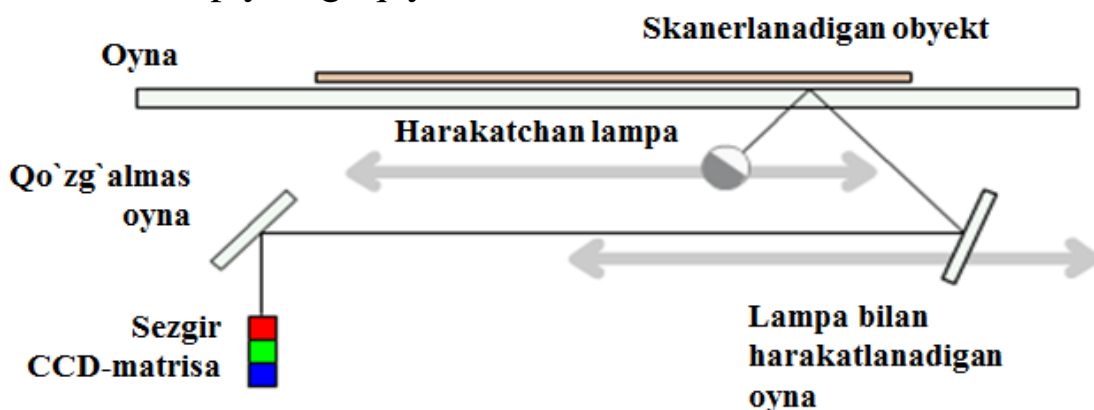 Skanerlanadigan obyekt
Oyna
Harakatchan lampa
Qo`zg`almas
oyna
Sezgir
CCD-matrisa
Lampa bilan
harakatlanadigan
oyna